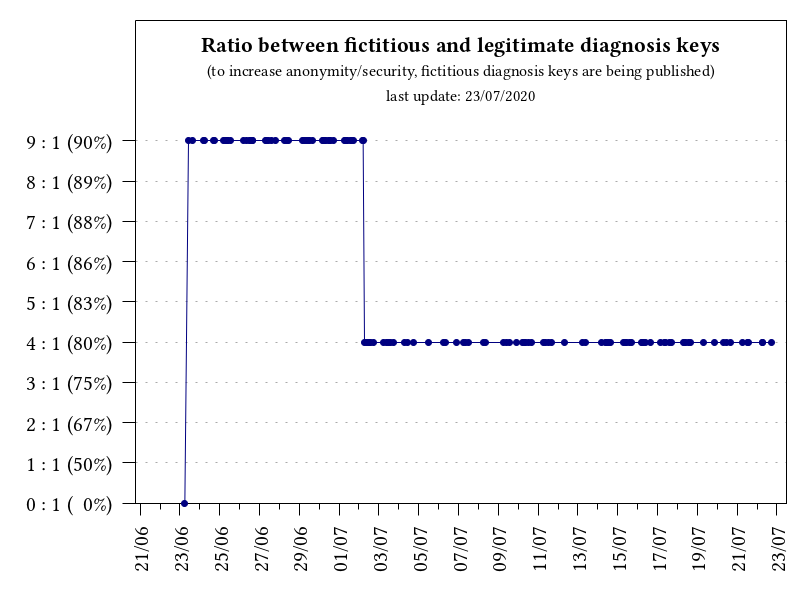 Ratio between fictitious and legitimate diagnosis keys
(to increase anonymity/security, fictitious diagnosis keys are being published)
last update: 23/07/2020
9 : 1 (90%)
8 : 1 (89%)
7 : 1 (88%)
6 : 1 (86%)
5 : 1 (83%)
4 : 1 (80%)
3 : 1 (75%)
2 : 1 (67%)
1 : 1 (50%)
0 : 1 (  0%)
21/06
23/06
25/06
27/06
29/06
01/07
03/07
05/07
07/07
09/07
11/07
13/07
15/07
17/07
19/07
21/07
23/07